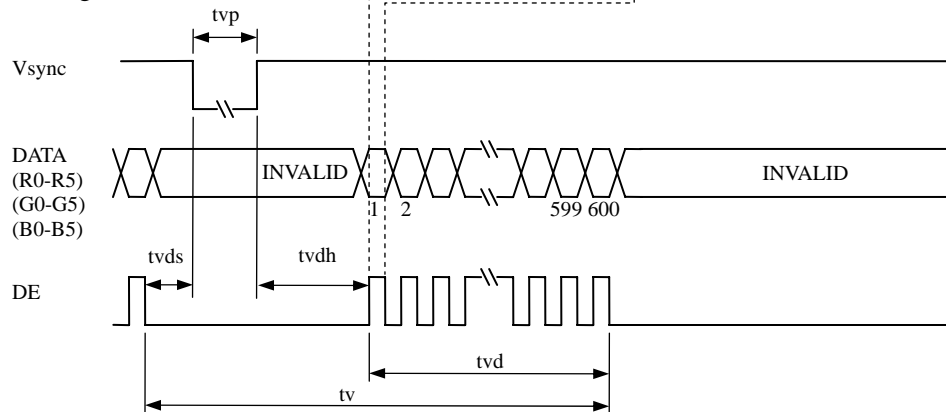 tvp
Vsync
DATA
(R0-R5)
(G0-G5)
(B0-B5)
INVALID
INVALID
1 2 599 600
tvds
tvdh
DE
tvd
tv